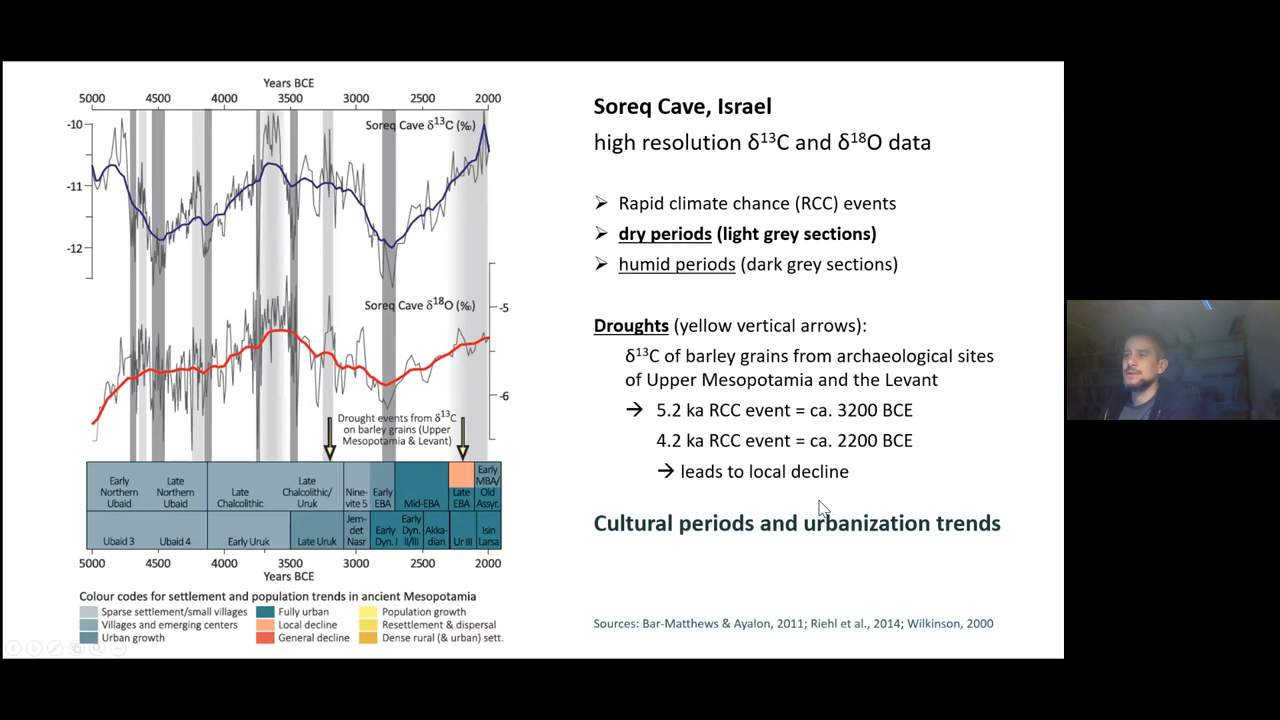 Years BCE
5000 4500 4000 3500 3000 2500 2000
Soreq Cave δ¹³C (‰)
-10
-11
-12
Soreq Cave δ¹⁸O (‰)
-5
-6
Drought events from δ¹³C
on barley grains (Upper
Mesopotamia & Levant)
Early
Northern
Ubaid
Late
Northern
Ubaid
Late
Chalcolithic
Late
Chalcolithic/
Uruk
Nine-
vite 5
Early
EBA
Mid-EBA
Late
EBA
Early
MBA/
Old
Assyr.
Ubaid 3
Ubaid 4
Early Uruk
Late Uruk
Jem-
det
Nasr
Early
Dyn. I
Early
Dyn.
II/III
Akka-
dian
Ur III
Isin
Larsa
5000 4500 4000 3500 3000 2500 2000
Years BCE
Colour codes for settlement and population trends in ancient Mesopotamia
Sparse settlement/small villages
Villages and emerging centers
Urban growth
Fully urban
Local decline
General decline
Population growth
Resettlement & dispersal
Dense rural (& urban) sett.
Soreq Cave, Israel
high resolution δ¹³C and δ¹⁸O data
➢ Rapid climate chance (RCC) events
➢ dry periods (light grey sections)
➢ humid periods (dark grey sections)
Droughts (yellow vertical arrows):
δ¹³C of barley grains from archaeological sites
of Upper Mesopotamia and the Levant
→ 5.2 ka RCC event = ca. 3200 BCE
4.2 ka RCC event = ca. 2200 BCE
→ leads to local decline
Cultural periods and urbanization trends
Sources: Bar-Matthews & Ayalon, 2011; Riehl et al., 2014; Wilkinson, 2000